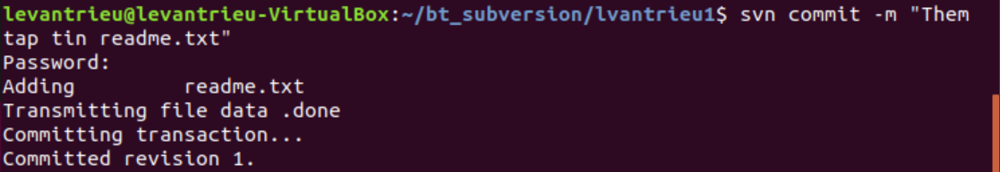 levantrieu@levantrieu-VirtualBox:~/bt_subversion/lvantrieu1$ svn commit -m "Them
tap tin readme.txt"
Password:
Adding         readme.txt
Transmitting file data .done
Committing transaction...
Committed revision 1.